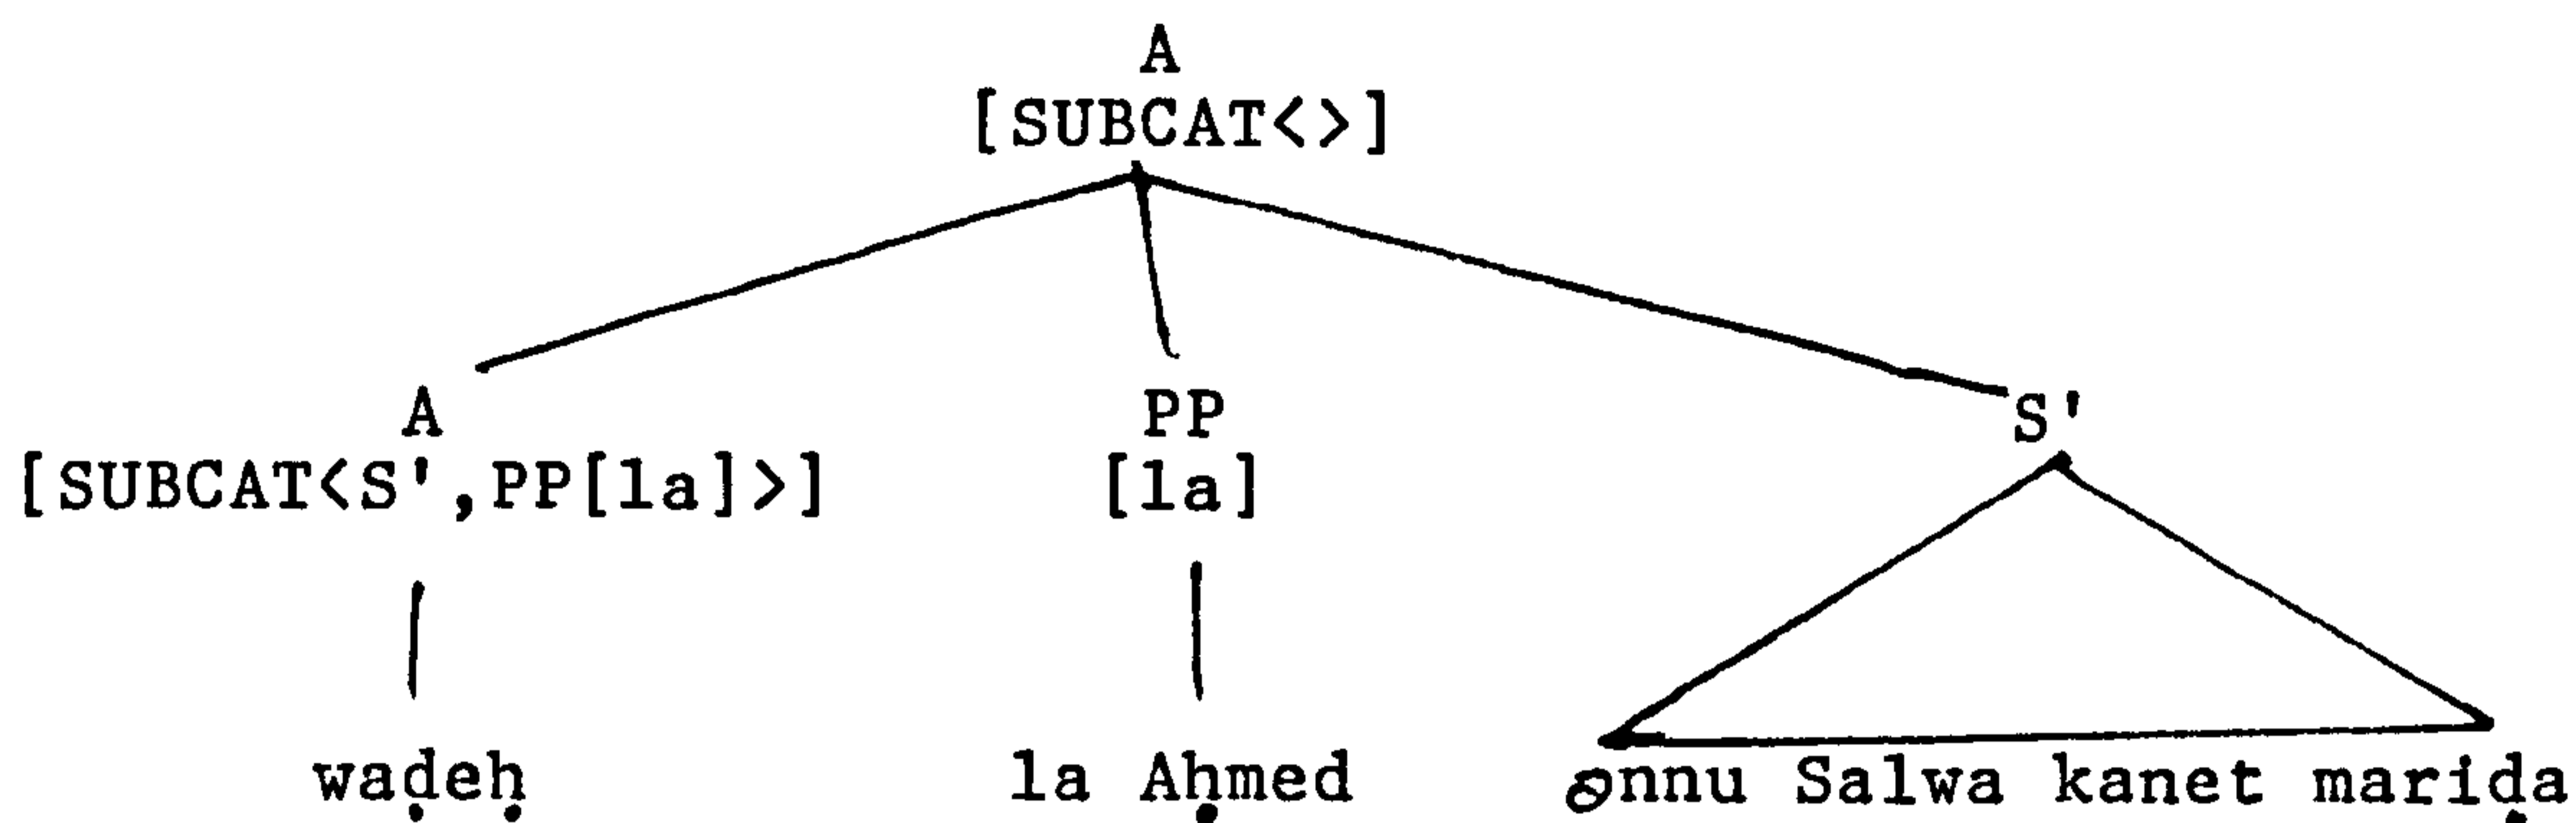 A
[SUBCAT<>]
A PP S'
[SUBCAT<S',PP[la]>] [la]
waḍeḥ la Aḥmed ənnu Salwa kanet mariḍa